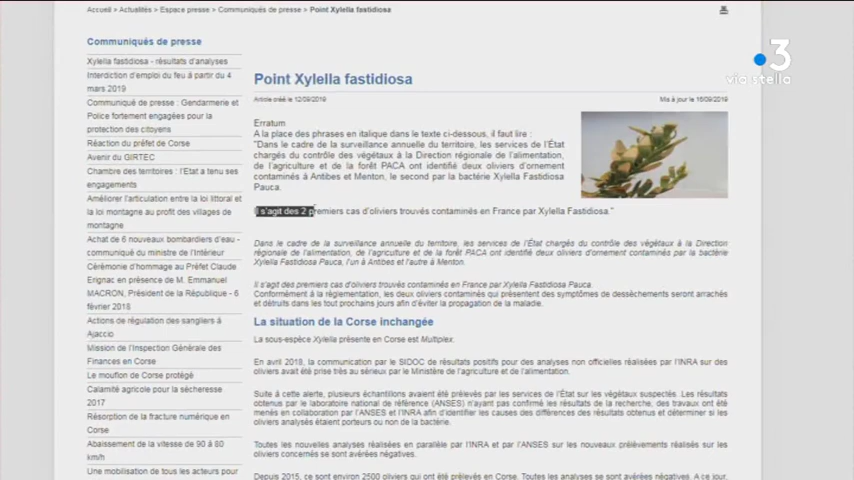 Accueil > Actualités > Espace presse > Communiqués de presse > Point Xylella fastidiosa
3
via stella
Communiqués de presse
Xylella fastidiosa - résultats d'analyses
Interdiction d'emploi du feu à partir du 4
mars 2019
Communiqué de presse : Gendarmerie et
Police fortement engagées pour la
protection des citoyens
Réaction du préfet de Corse
Avenir du GIRTEC
Chambre des territoires : l'Etat a tenu ses
engagements
Améliorer l'articulation entre la loi littoral et
la loi montagne au profit des villages de
montagne
Achat de 6 nouveaux bombardiers d'eau -
communiqué du ministre de l'Intérieur
Cérémonie d'hommage au Préfet Claude
Erignac en présence de M. Emmanuel
MACRON, Président de la République - 6
février 2018
Actions de régulation des sangliers à
Ajaccio
Mission de l'Inspection Générale des
Finances en Corse
Le mouflon de Corse protégé
Calamité agricole pour la sécheresse
2017
Résorption de la fracture numérique en
Corse
Abaissement de la vitesse de 90 à 80
km/h
Une mobilisation de tous les acteurs pour
Point Xylella fastidiosa
Article créé le 12/09/2019
Mis à jour le 16/09/2019
Erratum
A la place des phrases en italique dans le texte ci-dessous, il faut lire :
"Dans le cadre de la surveillance annuelle du territoire, les services de l'État
chargés du contrôle des végétaux à la Direction régionale de l'alimentation,
de l'agriculture et de la forêt PACA ont identifié deux oliviers d'ornement
contaminés à Antibes et Menton, le second par la bactérie Xylella Fastidiosa
Pauca.
Il s'agit des 2 premiers cas d'oliviers trouvés contaminés en France par Xylella Fastidiosa."
Dans le cadre de la surveillance annuelle du territoire, les services de l'État chargés du contrôle des végétaux à la Direction
régionale de l'alimentation, de l'agriculture et de la forêt PACA ont identifié deux oliviers d'ornement contaminés par la bactérie
Xylella Fastidiosa Pauca, l'un à Antibes et l'autre à Menton.
Il s'agit des premiers cas d'oliviers trouvés contaminés en France par Xylella Fastidiosa Pauca.
Conformément à la réglementation, les deux oliviers contaminés qui présentent des symptômes de dessèchements seront arrachés
et détruits dans les tout prochains jours afin d'éviter la propagation de la maladie.
La situation de la Corse inchangée
La sous-espèce Xylella présente en Corse est Multiplex.
En avril 2018, la communication par le SIDOC de résultats positifs pour des analyses non officielles réalisées par l'INRA sur des
oliviers avait été prise très au sérieux par le Ministère de l'agriculture et de l'alimentation.
Suite à cette alerte, plusieurs échantillons avaient été prélevés par les services de l'État sur les végétaux suspectés. Les résultats
obtenus par le laboratoire national de référence (ANSES) n'ayant pas confirmé les résultats de la recherche, des travaux ont été
menés en collaboration par l'ANSES et l'INRA afin d'identifier les causes des différences des résultats obtenus et déterminer si les
oliviers analysés étaient porteurs ou non de la bactérie.
Toutes les nouvelles analyses réalisées en parallèle par l'INRA et par l'ANSES sur les nouveaux prélèvements réalisés sur les
oliviers concernés se sont avérées négatives.
Depuis 2015, ce sont environ 2500 oliviers qui ont été prélevés en Corse. Toutes les analyses se sont avérées négatives. A ce jour,